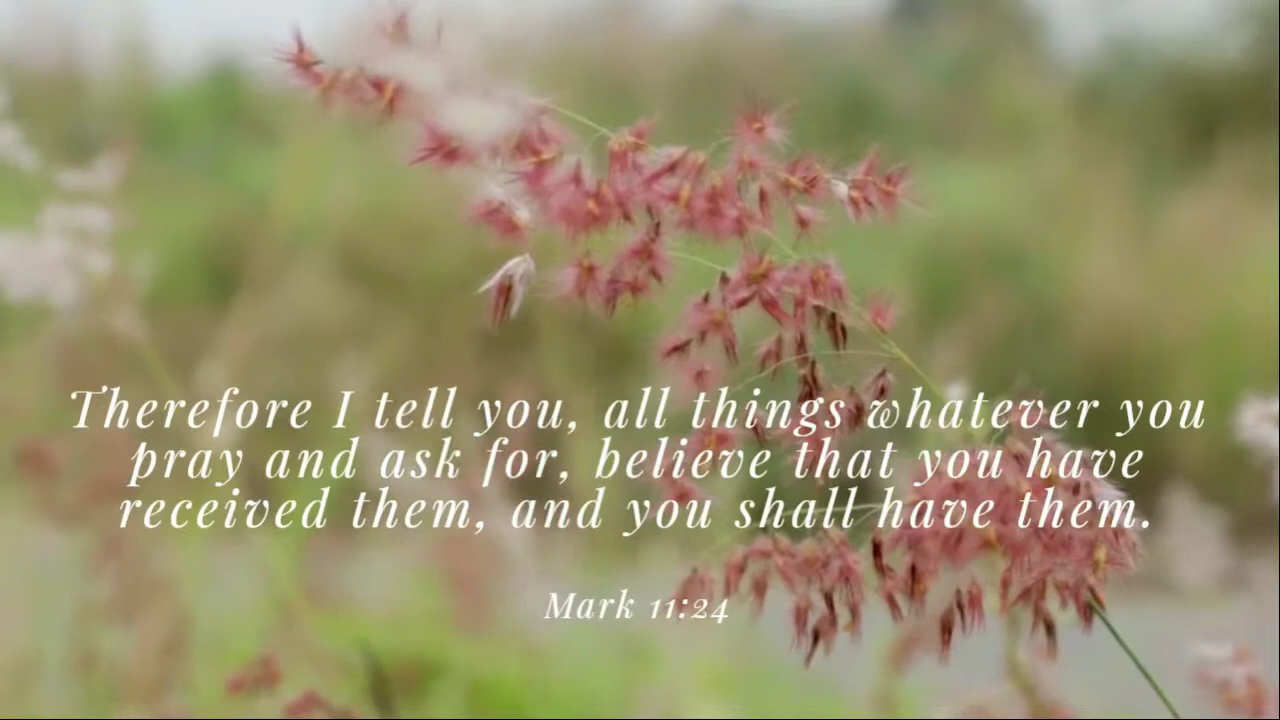 Therefore I tell you, all things whatever you
pray and ask for, believe that you have
received them, and you shall have them.
Mark 11:24